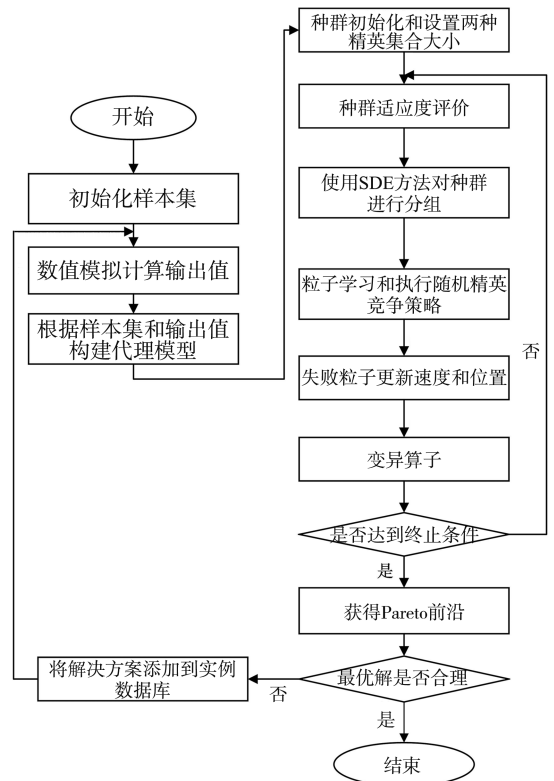 开始
初始化样本集
数值模拟计算输出值
根据样本集和输出值
构建代理模型
种群初始化和设置两种
精英集合大小
种群适应度评价
使用SDE方法对种群
进行分组
粒子学习和执行随机精英
竞争策略
失败粒子更新速度和位置
变异算子
是否达到终止条件
否
是
获得Pareto前沿
最优解是否合理
否
将解决方案添加到实例
数据库
是
结束